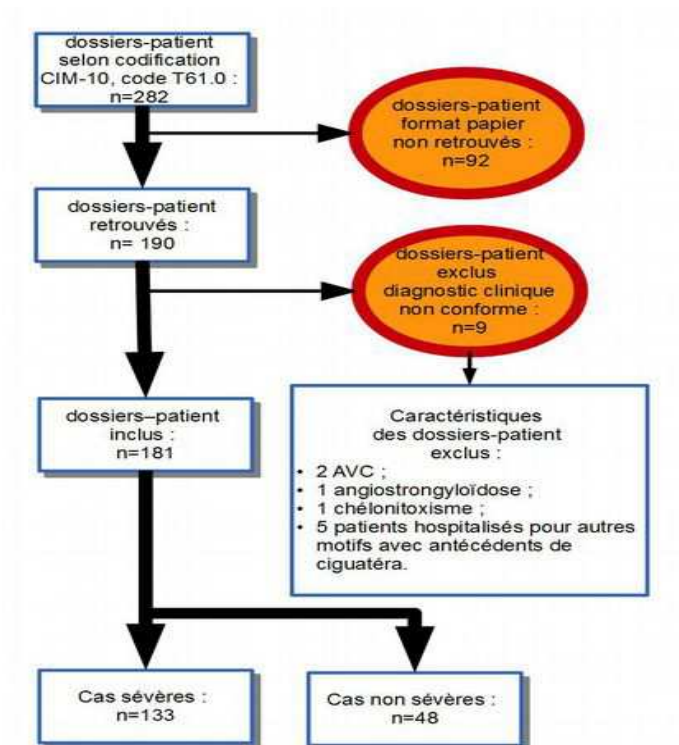 dossiers-patient
selon codification
CIM-10, code T61.0 :
n=282
dossiers-patient
format papier
non retrouvés :
n=92
dossiers-patient
retrouvés :
n= 190
dossiers-patient
exclus
diagnostic clinique
non conforme :
n=9
dossiers–patient
inclus :
n=181
Caractéristiques
des dossiers-patient
exclus :
• 2 AVC ;
• 1 angiostrongyloïdose ;
• 1 chélonitoxisme ;
• 5 patients hospitalisés pour autres
motifs avec antécédents de
ciguatéra.
Cas sévères :
n=133
Cas non sévères :
n=48